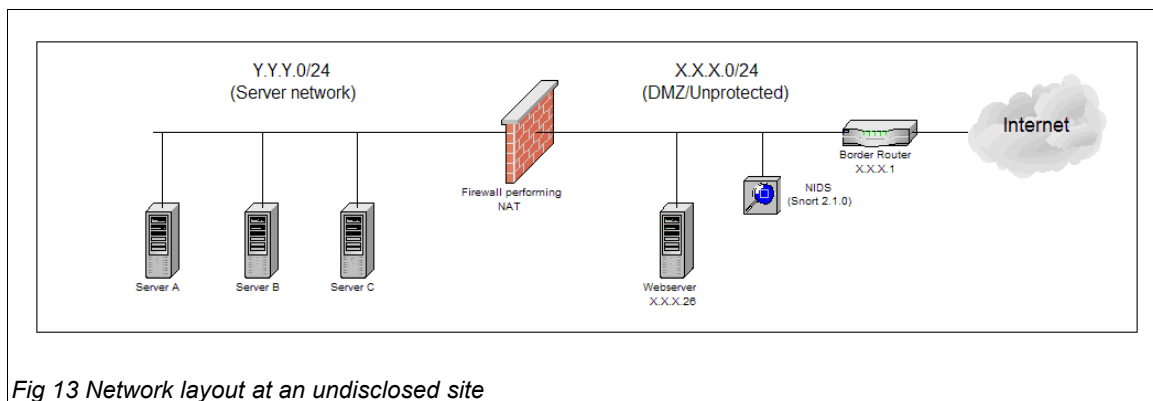 Y.Y.Y.0/24
(Server network)
X.X.X.0/24
(DMZ/Unprotected)
Internet
Border Router
X.X.X.1
Firewall performing
NAT
NIDS
(Snort 2.1.0)
Server A
Server B
Server C
Webserver
X.X.X.26
Fig 13 Network layout at an undisclosed site